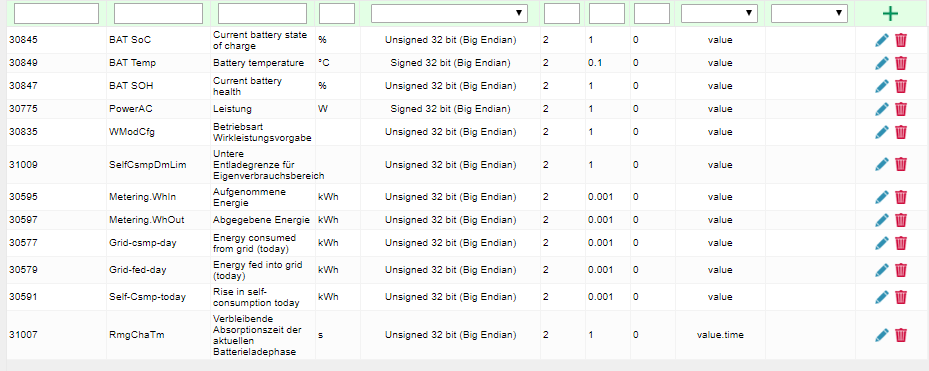 30845 BAT SoC Current battery state of charge % Unsigned 32 bit (Big Endian) 2 1 0 value
30849 BAT Temp Battery temperature °C Signed 32 bit (Big Endian) 2 0.1 0 value
30847 BAT SOH Current battery health % Unsigned 32 bit (Big Endian) 2 1 0 value
30775 PowerAC Leistung W Signed 32 bit (Big Endian) 2 1 0 value
30835 WModCfg Betriebsart Wirkleistungsvorgabe Unsigned 32 bit (Big Endian) 2 1 0 value
31009 SelfCsmpDmLim Untere Entladegrenze für Eigenverbrauchsbereich Unsigned 32 bit (Big Endian) 2 1 0 value
30595 Metering.WhIn Aufgenommene Energie kWh Unsigned 32 bit (Big Endian) 2 0.001 0 value
30597 Metering.WhOut Abgegebene Energie kWh Unsigned 32 bit (Big Endian) 2 0.001 0 value
30577 Grid-csmp-day Energy consumed from grid (today) kWh Unsigned 32 bit (Big Endian) 2 0.001 0 value
30579 Grid-fed-day Energy fed into grid (today) kWh Unsigned 32 bit (Big Endian) 2 0.001 0 value
30591 Self-Csmp-today Rise in self-consumption today kWh Unsigned 32 bit (Big Endian) 2 0.001 0 value
31007 RmgChaTm Verbleibende Absorptionszeit der aktuellen Batterieladephase s Unsigned 32 bit (Big Endian) 2 1 0 value.time